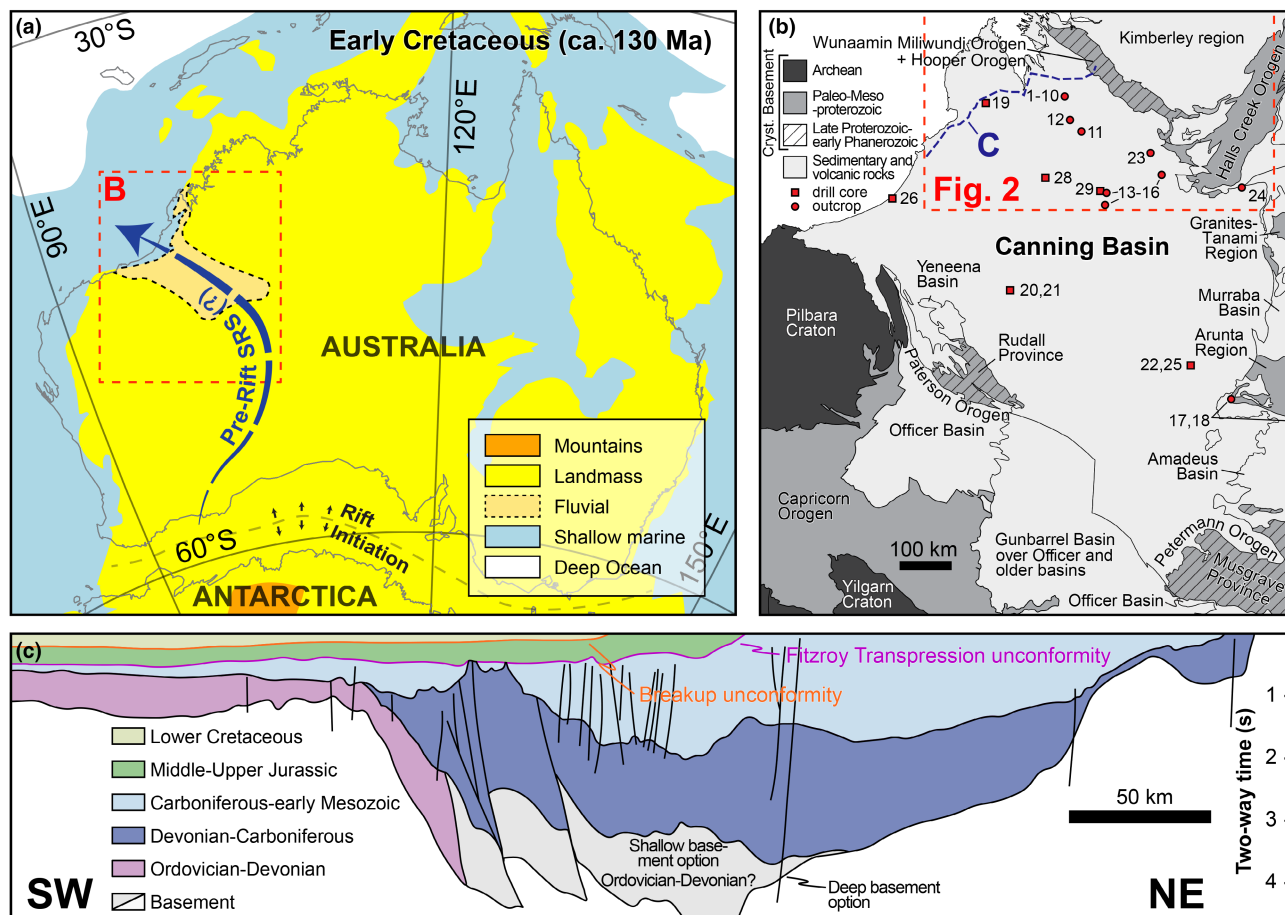 (a)
30°S
Early Cretaceous (ca. 130 Ma)
120°E
90°E
B
Pre-Rift SRS (?)
AUSTRALIA
Mountains
Landmass
Fluvial
Shallow marine
Deep Ocean
Rift
Initiation
60°S
150°E
ANTARCTICA
(b)
Wunaamin Miliwundi Orogen
+ Hooper Orogen
Kimberley region
Cryst. Basement
Archean
Paleo-Meso
-proterozoic
Late Proterozoic-
early Phanerozoic
Sedimentary and
volcanic rocks
drill core
outcrop
19
1-10
12
11
C
23
Halls Creek Orogen
28
29
13-16
24
26
Fig. 2
Canning Basin
Granites-
Tanami
Region
Yeneena
Basin
20,21
Murraba
Basin
Pilbara
Craton
Rudall
Province
Arunta
Region
22,25
Paterson Orogen
17,18
Officer Basin
Amadeus
Basin
Capricorn
Orogen
100 km
Gunbarrel Basin
over Officer and
older basins
Petermann Orogen
Musgrave
Province
Yilgarn
Craton
Officer Basin
(c)
Fitzroy Transpression unconformity
Breakup unconformity
Lower Cretaceous
Middle-Upper Jurassic
Carboniferous-early Mesozoic
Devonian-Carboniferous
Ordovician-Devonian
Basement
50 km
Two-way time (s)
1
2
3
4
Shallow base-
ment option
Ordovician-Devonian?
Deep basement
option
SW
NE